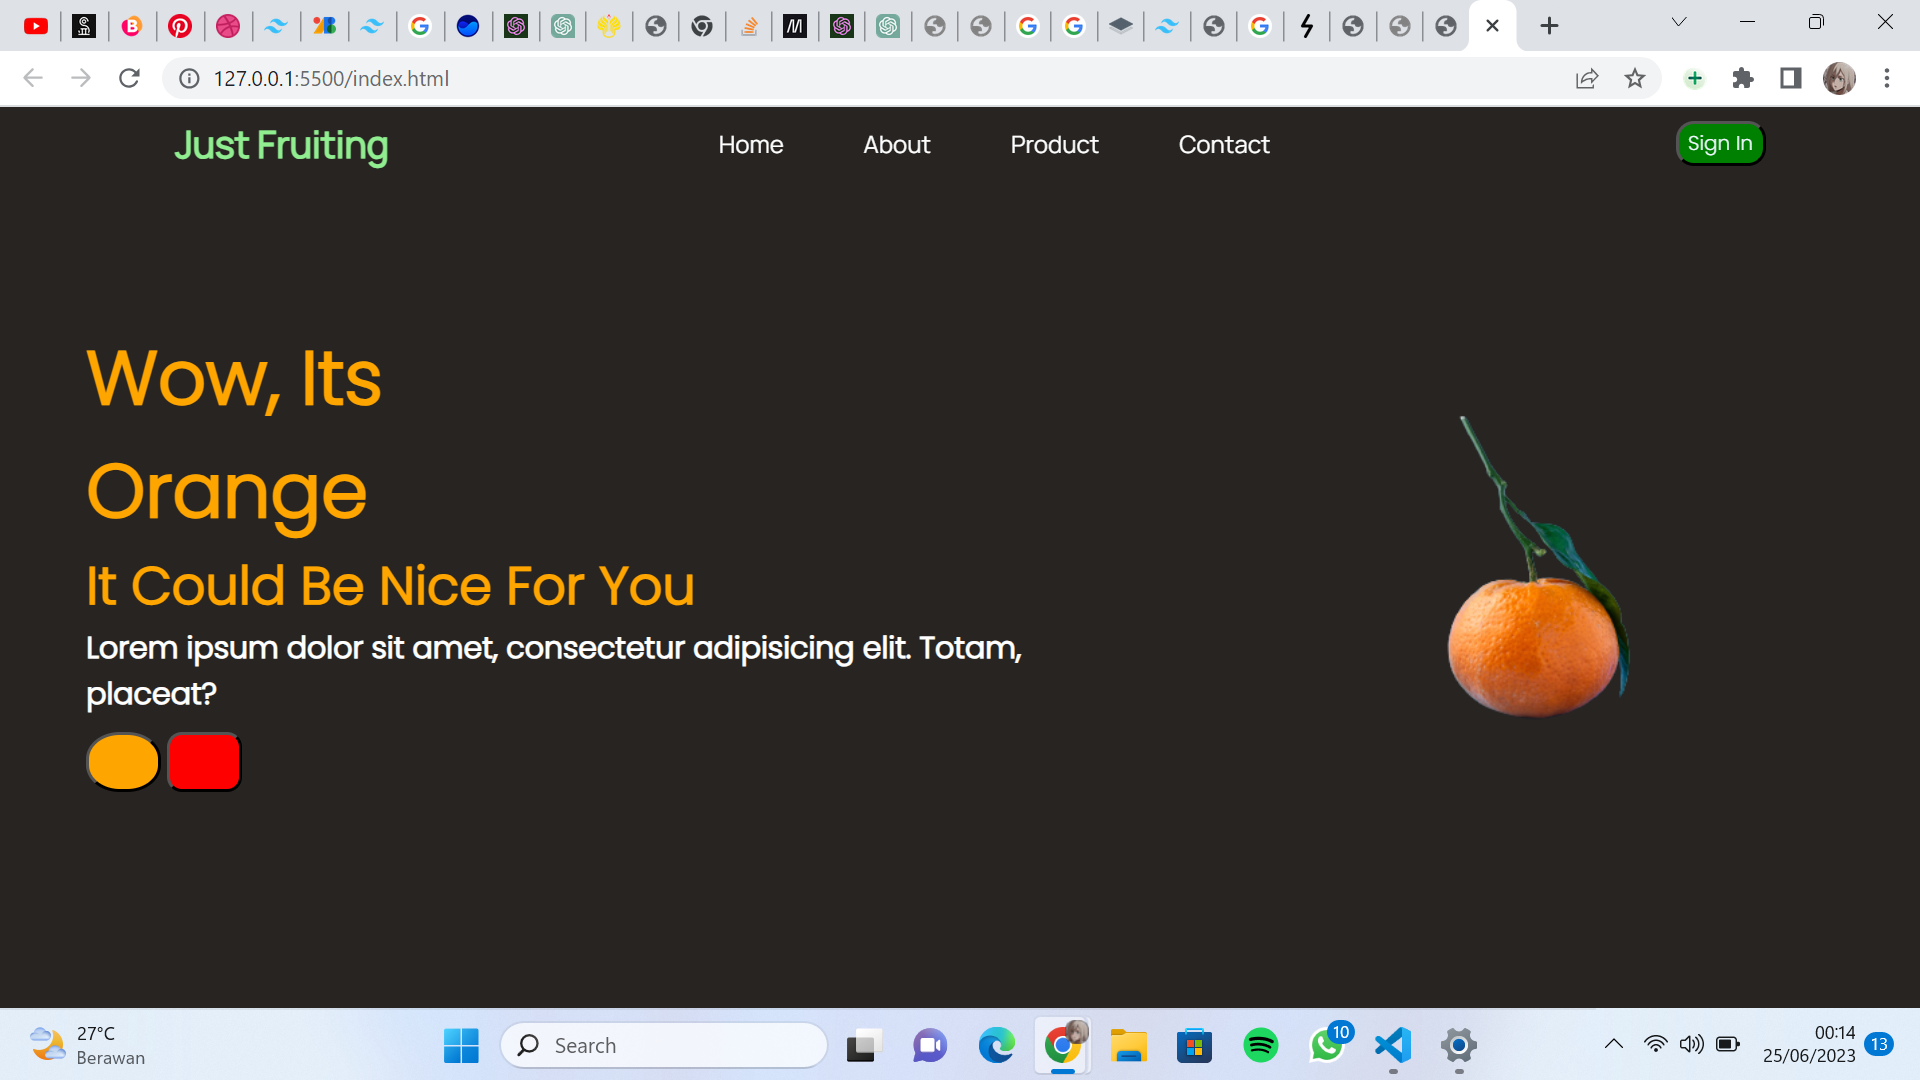 127.0.0.1:5500/index.html
Just Fruiting
Home
About
Product
Contact
Sign In
Wow, Its
Orange
It Could Be Nice For You
Lorem ipsum dolor sit amet, consectetur adipisicing elit. Totam,
placeat?
27°C
Berawan
Search
10
00:14
25/06/2023
13